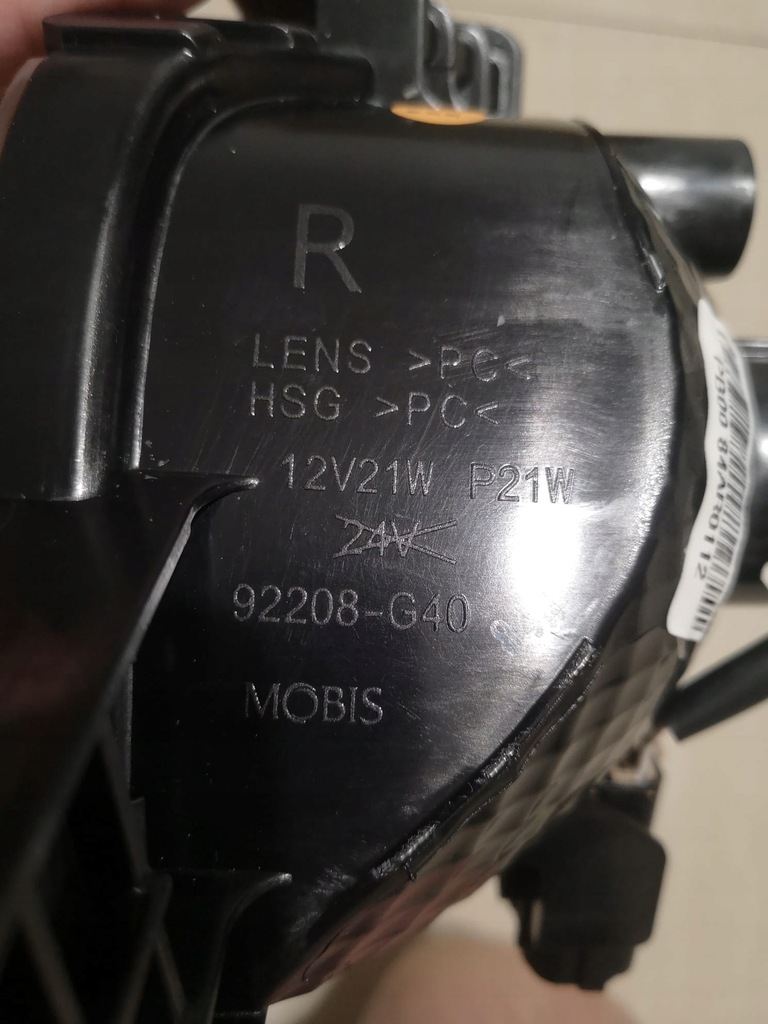 R
LENS >PC<
HSG >PC<
12V21W P21W
24V
92208-G40
MOBIS